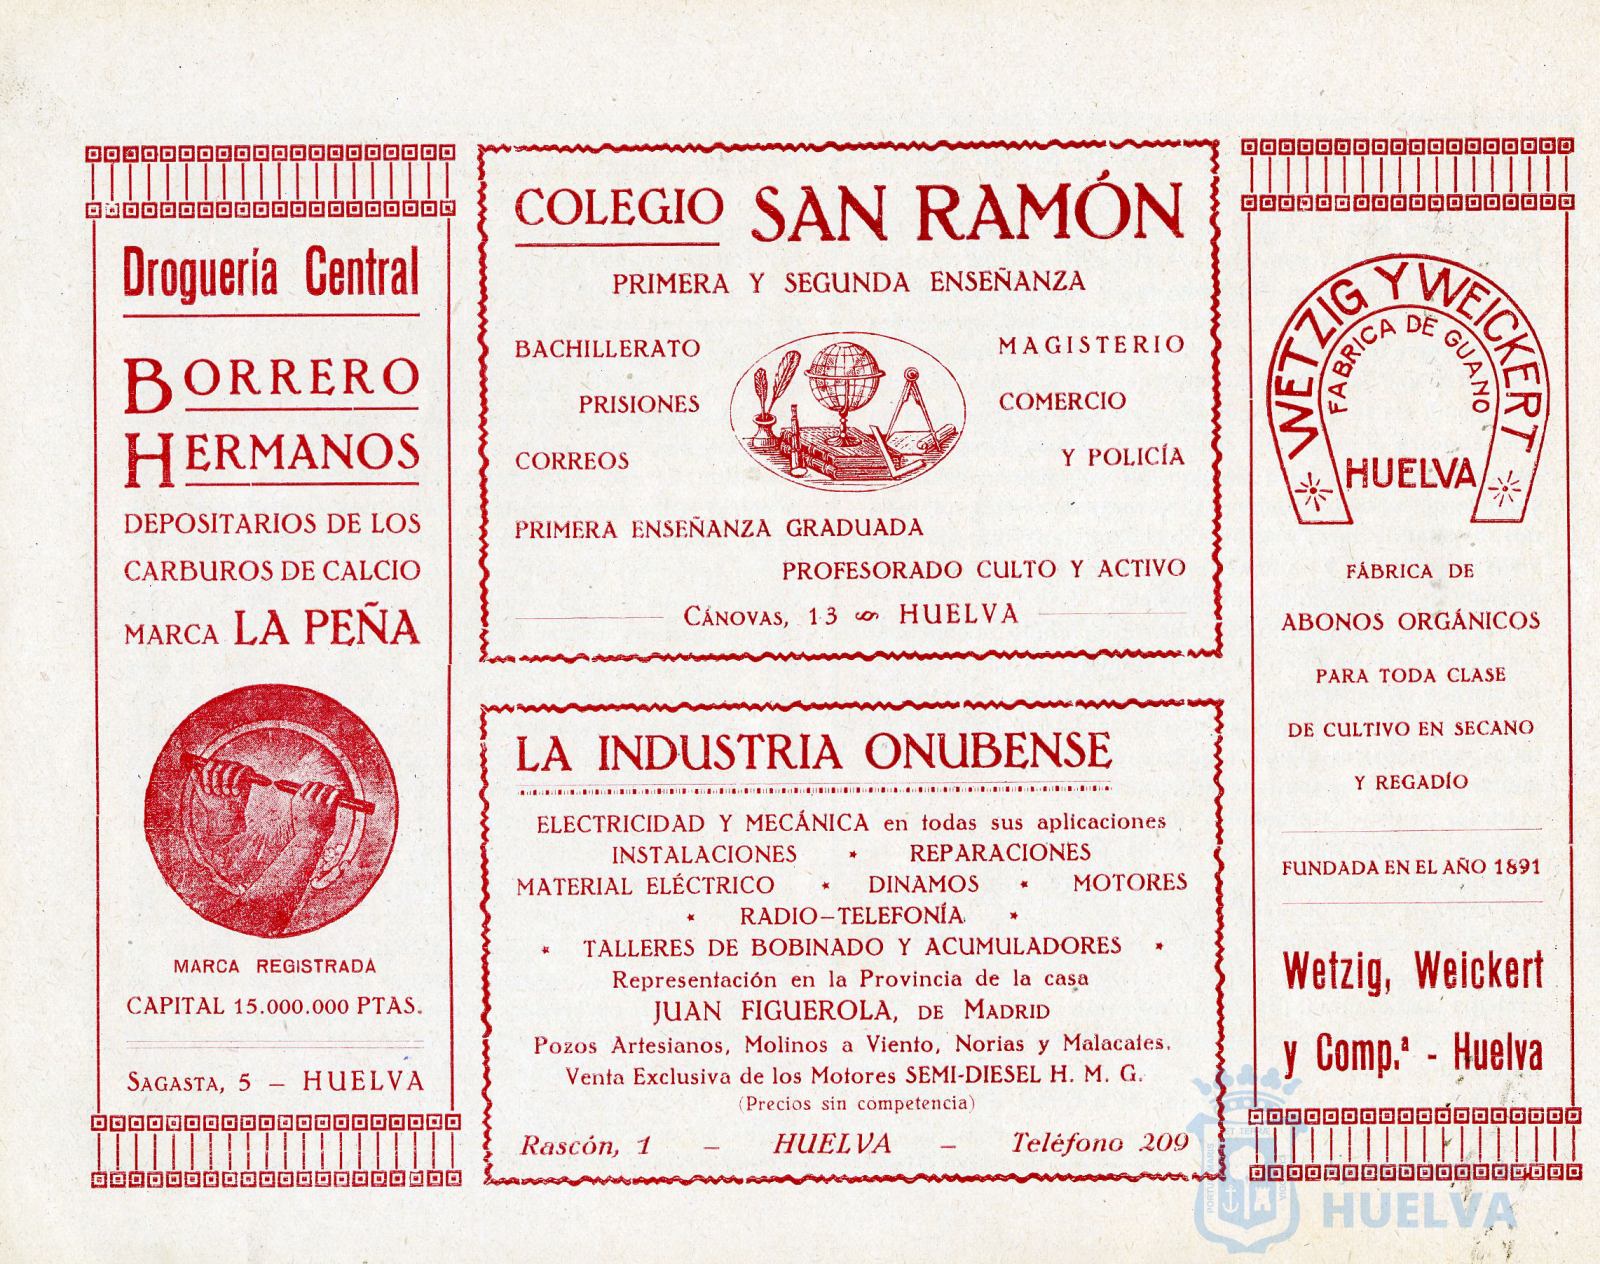 Droguería Central
BORRERO
HERMANOS
DEPOSITARIOS DE LOS
CARBUROS DE CALCIO
MARCA LA PEÑA
MARCA REGISTRADA
CAPITAL 15.000.000 PTAS.
SAGASTA, 5 – HUELVA
COLEGIO SAN RAMÓN
PRIMERA Y SEGUNDA ENSEÑANZA
BACHILLERATO
PRISIONES
CORREOS
MAGISTERIO
COMERCIO
Y POLICÍA
PRIMERA ENSEÑANZA GRADUADA
PROFESORADO CULTO Y ACTIVO
CÁNOVAS, 13 HUELVA
LA INDUSTRIA ONUBENSE
ELECTRICIDAD Y MECÁNICA en todas sus aplicaciones
INSTALACIONES * REPARACIONES
MATERIAL ELÉCTRICO * DINAMOS * MOTORES
* RADIO-TELEFONÍA *
* TALLERES DE BOBINADO Y ACUMULADORES *
Representación en la Provincia de la casa
JUAN FIGUEROLA, DE MADRID
Pozos Artesianos, Molinos a Viento, Norias y Malacates.
Venta Exclusiva de los Motores SEMI-DIESEL H. M. G.
(Precios sin competencia)
Rascón, 1 – HUELVA – Teléfono 209
WETZIG Y WEICKERT
FABRICA DE GUANO
HUELVA
FÁBRICA DE
ABONOS ORGÁNICOS
PARA TODA CLASE
DE CULTIVO EN SECANO
Y REGADÍO
FUNDADA EN EL AÑO 1891
Wetzig, Weickert
y Comp.ª - Huelva
HUELVA